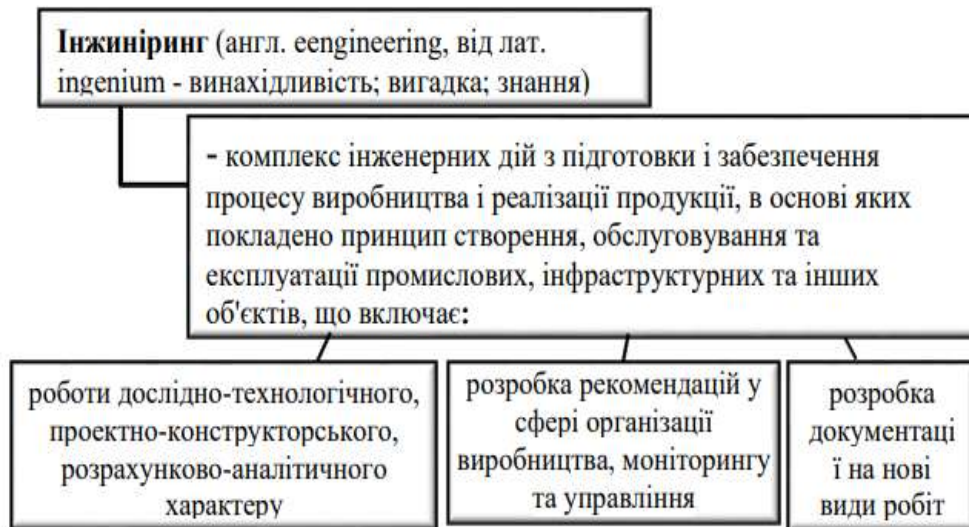 Інжиніринг (англ. eengineering, від лат.
ingenium - винахідливість; вигадка; знання)
- комплекс інженерних дій з підготовки і забезпечення
процесу виробництва і реалізації продукції, в основі яких
покладено принцип створення, обслуговування та
експлуатації промислових, інфраструктурних та інших
об'єктів, що включає:
роботи дослідно-технологічного,
проектно-конструкторського,
розрахунково-аналітичного
характеру
розробка рекомендацій у
сфері організації
виробництва, моніторингу
та управління
розробка
документаці
ї на нові
види робіт